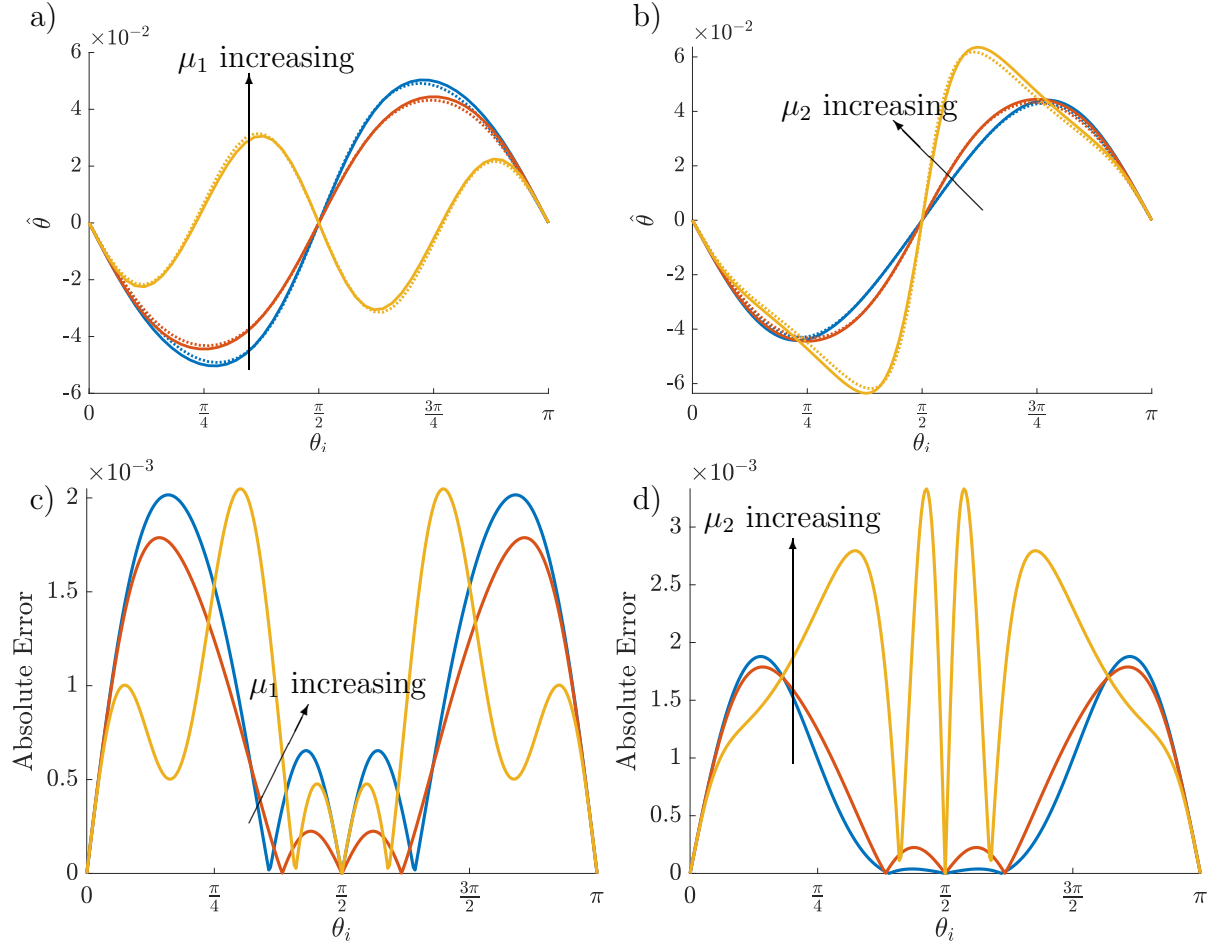 a)
×10⁻²
μ₁ increasing
6
4
2
0
-2
-4
-6
θ̂
0
π/4
π/2
3π/4
π
θᵢ
b)
×10⁻²
μ₂ increasing
6
4
2
0
-2
-4
-6
θ̂
0
π/4
π/2
3π/4
π
θᵢ
c)
×10⁻³
μ₁ increasing
2
1.5
1
0.5
0
Absolute Error
0
π/4
π/2
3π/2
π
θᵢ
d)
×10⁻³
μ₂ increasing
3
2.5
2
1.5
1
0.5
0
Absolute Error
0
π/4
π/2
3π/2
π
θᵢ